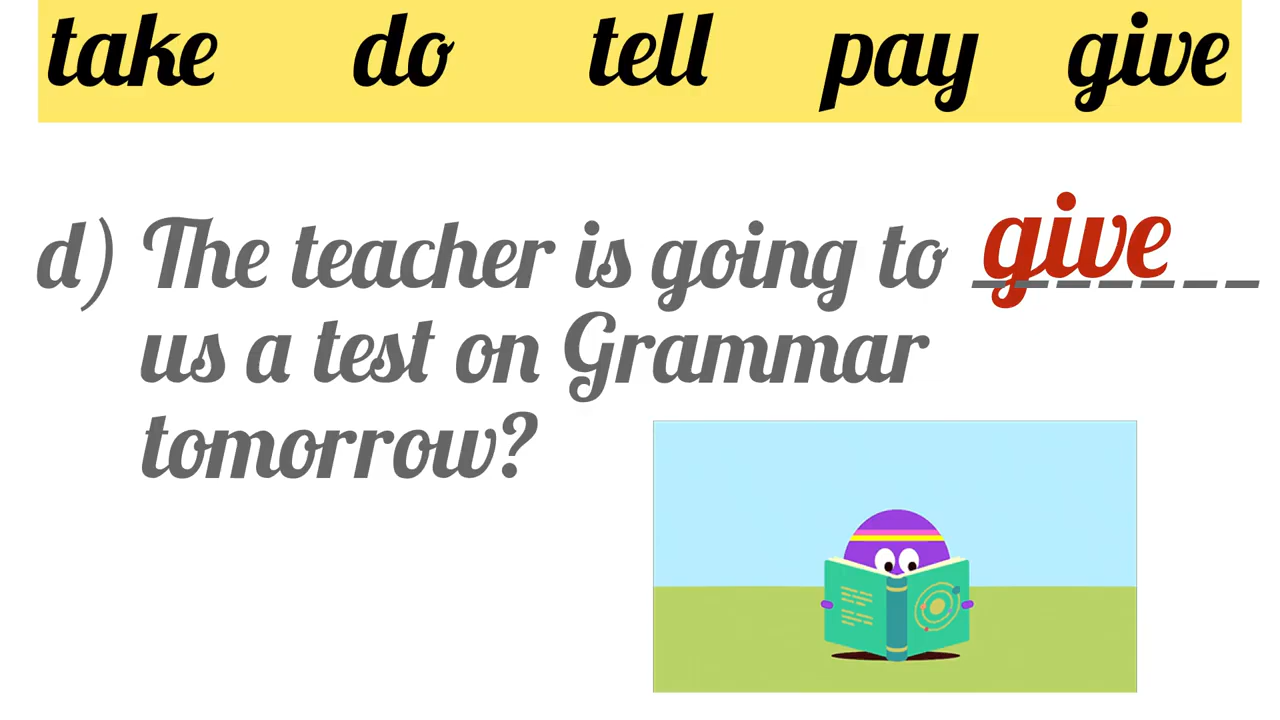 take do tell pay give
d) The teacher is going to give
us a test on Grammar
tomorrow?